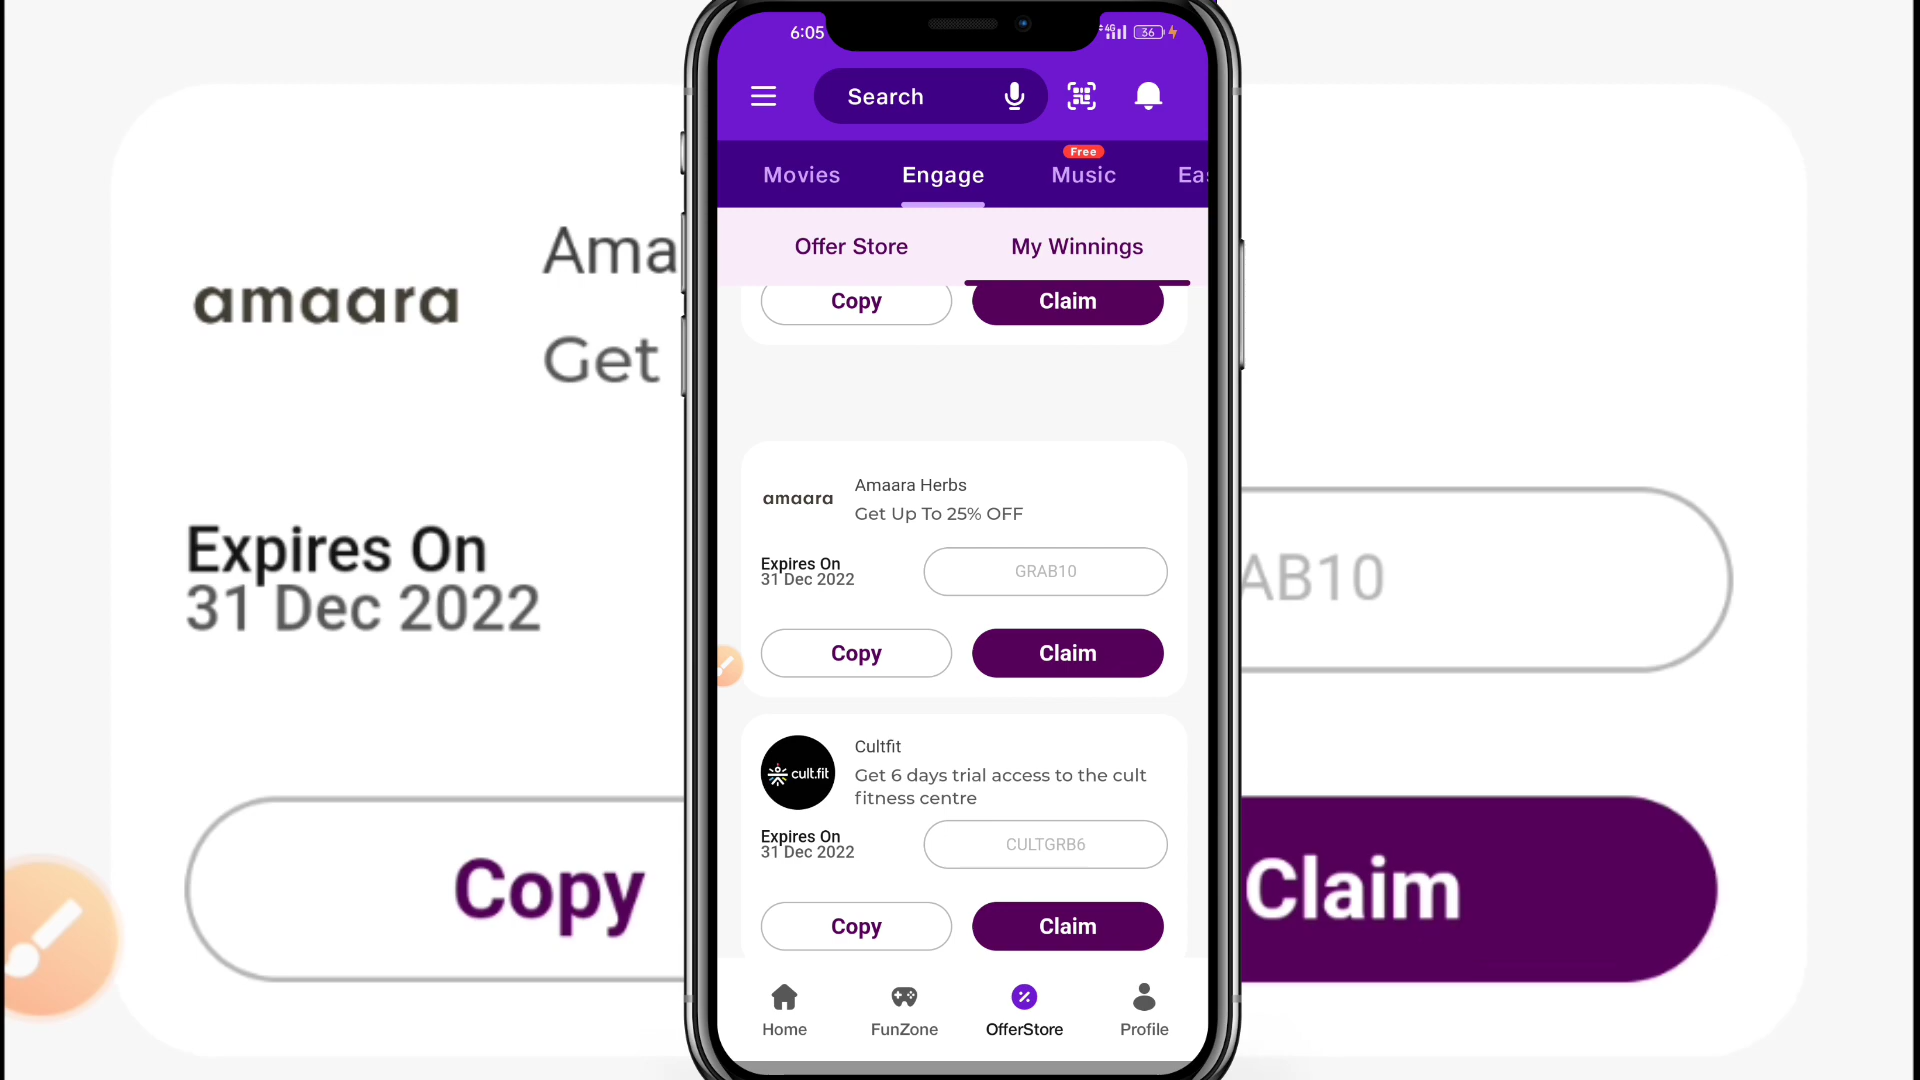 6:05
4G
36
Search
Free
Movies
Engage
Music
Eas
Offer Store
My Winnings
Copy
Claim
amaara
Amaara Herbs
Get Up To 25% OFF
Expires On
31 Dec 2022
GRAB10
Copy
Claim
cult.fit
Cultfit
Get 6 days trial access to the cult
fitness centre
Expires On
31 Dec 2022
CULTGRB6
Copy
Claim
Home
FunZone
OfferStore
Profile
amaara
Ama
Get
Expires On
31 Dec 2022
AB10
Copy
Claim